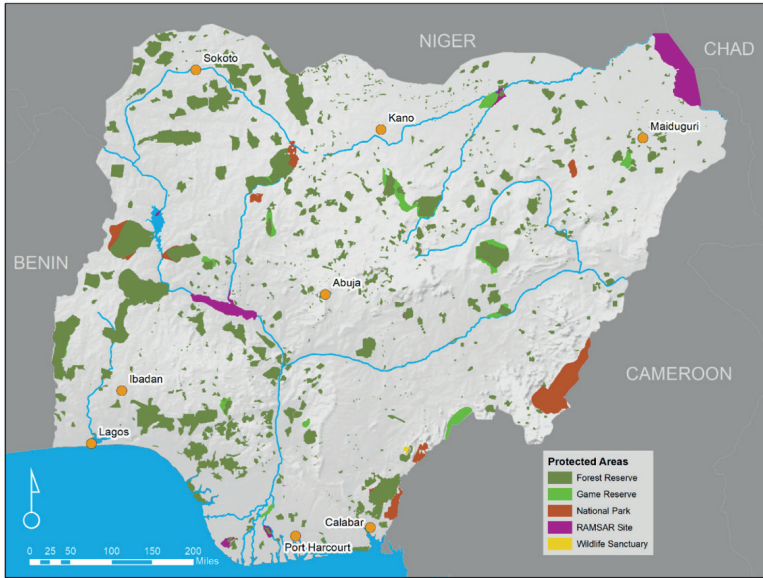 NIGER
CHAD
Sokoto
Kano
Maiduguri
BENIN
Abuja
CAMEROON
Ibadan
Lagos
Calabar
Port Harcourt
Protected Areas
Forest Reserve
Game Reserve
National Park
RAMSAR Site
Wildlife Sanctuary
0 25 50 100 150 200
Miles